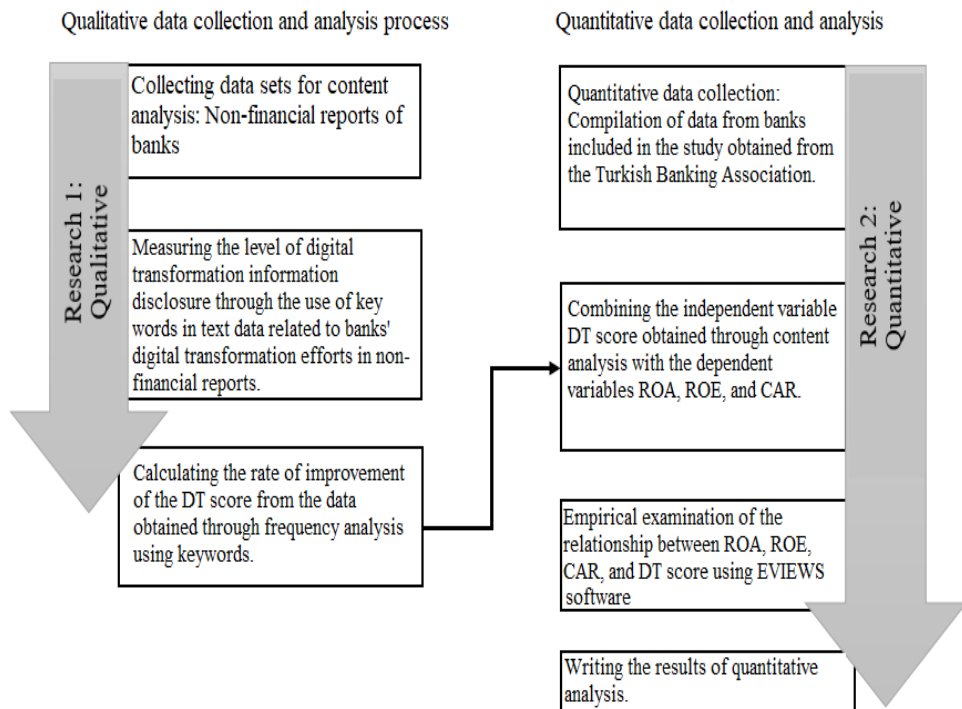 Qualitative data collection and analysis process
Research 1:
Qualitative
Collecting data sets for content
analysis: Non-financial reports of
banks
Measuring the level of digital
transformation information
disclosure through the use of key
words in text data related to banks'
digital transformation efforts in non-
financial reports.
Calculating the rate of improvement
of the DT score from the data
obtained through frequency analysis
using keywords.
Quantitative data collection and analysis
Quantitative data collection:
Compilation of data from banks
included in the study obtained from
the Turkish Banking Association.
Combining the independent variable
DT score obtained through content
analysis with the dependent
variables ROA, ROE, and CAR.
Empirical examination of the
relationship between ROA, ROE,
CAR, and DT score using EVIEWS
software
Writing the results of quantitative
analysis.
Research 2:
Quantitative